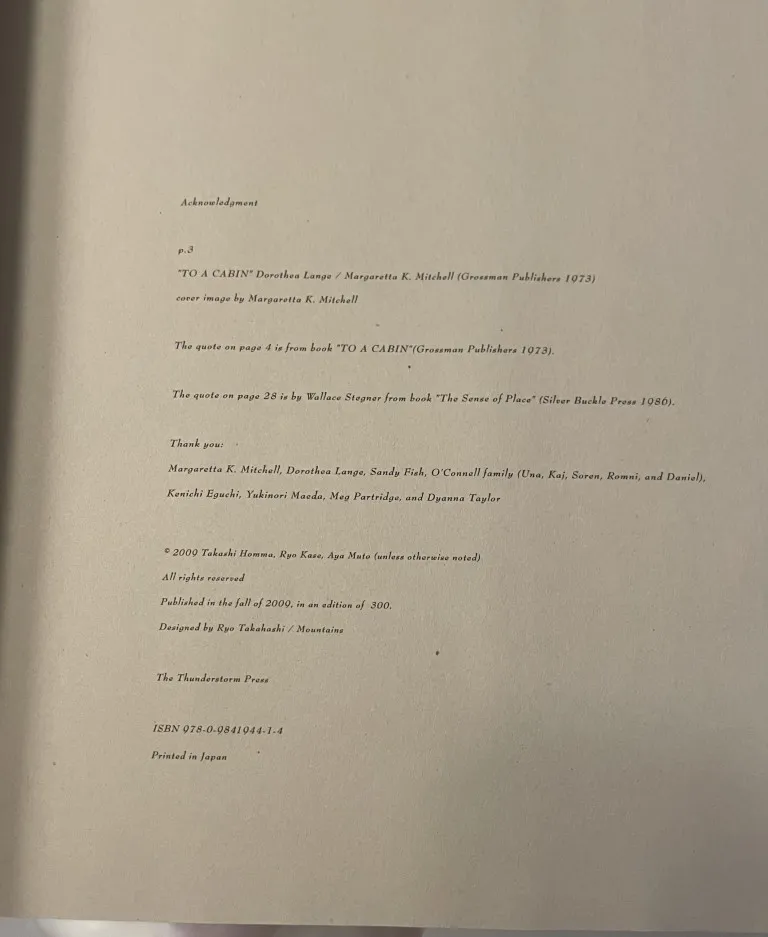 Acknowledgment
p.3
"TO A CABIN" Dorothea Lange / Margaretta K. Mitchell (Grossman Publishers 1973)
cover image by Margaretta K. Mitchell
The quote on page 4 is from book "TO A CABIN"(Grossman Publishers 1973).
The quote on page 28 is by Wallace Stegner from book "The Sense of Place" (Silver Buckle Press 1986).
Thank you:
Margaretta K. Mitchell, Dorothea Lange, Sandy Fish, O'Connell family (Una, Kaj, Soren, Romni, and Daniel),
Kenichi Eguchi, Yukinori Maeda, Meg Partridge, and Dyanna Taylor
© 2009 Takashi Homma, Ryo Kase, Aya Muto (unless otherwise noted)
All rights reserved
Published in the fall of 2009, in an edition of 300.
Designed by Ryo Takahashi / Mountains
The Thunderstorm Press
ISBN 978-0-9841944-1-4
Printed in Japan